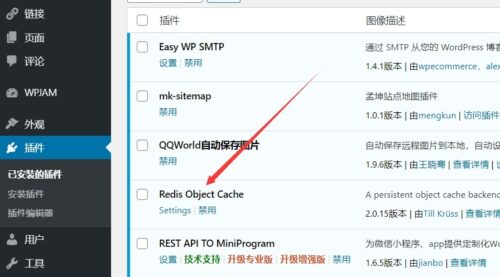 链接
页面
评论
WPJAM
外观
插件
已安装的插件
安装插件
插件编辑器
用户
工具
插件
图像描述
Easy WP SMTP
通过 SMTP 从您的 WordPress 博客
设置 | 禁用
1.4.1版本 | 由wpecommerce, alex
mk-sitemap
孟坤站点地图插件
禁用
1.0.1版本 | 由mengkun | 访问插件
QQWorld自动保存图片
自动保存远程图片到本地，自动设
禁用
1.9.6版本 | 由王晓骞 | 查看详情 |
Redis Object Cache
A persistent object cache backend
Settings | 禁用
2.0.15版本 | 由Till Krüss | 查看详情
REST API TO MiniProgram
为微信小程序、app提供定制化W
设置 | 技术支持 | 升级专业版 | 升级增强版 | 禁用
1.6.5版本 | 由jianbo | 查看详情